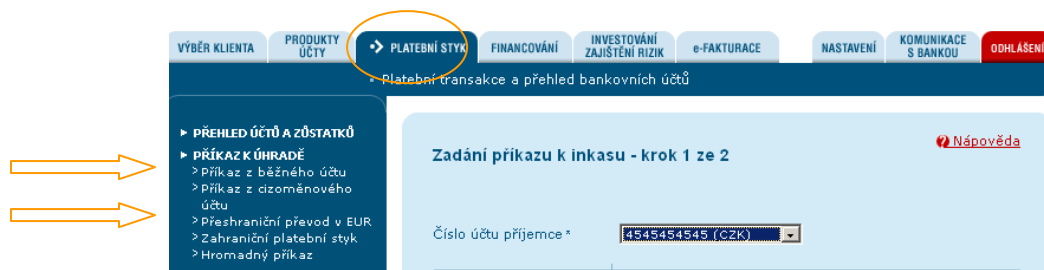 VÝBĚR KLIENTA
PRODUKTY
ÚČTY
PLATEBNÍ STYK
FINANCOVÁNÍ
INVESTOVÁNÍ
ZAJIŠTĚNÍ RIZIK
e-FAKTURACE
NASTAVENÍ
KOMUNIKACE
S BANKOU
ODHLÁŠENÍ
Platební transakce a přehled bankovních účtů
PŘEHLED ÚČTŮ A ZŮSTATKŮ
PŘÍKAZ K ÚHRADĚ
Příkaz z běžného účtu
Příkaz z cizoměnového
účtu
Přeshraniční převod v EUR
Zahraniční platební styk
Hromadný příkaz
Nápověda
Zadání příkazu k inkasu - krok 1 ze 2
Číslo účtu příjemce * 4545454545 (CZK)